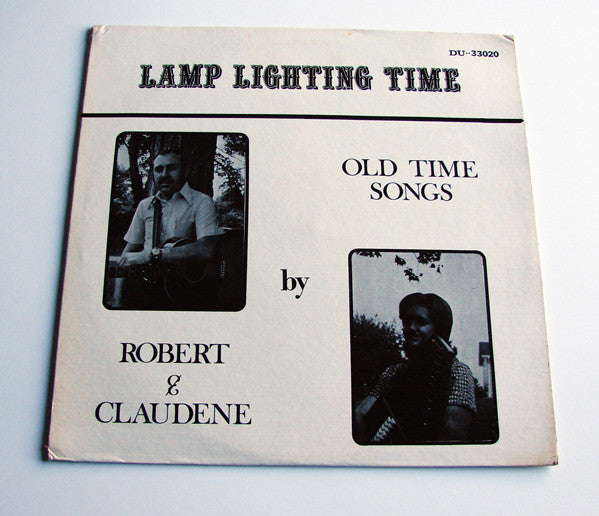 DU--33020
LAMP LIGHTING TIME
OLD TIME
SONGS
by
ROBERT
&
CLAUDENE